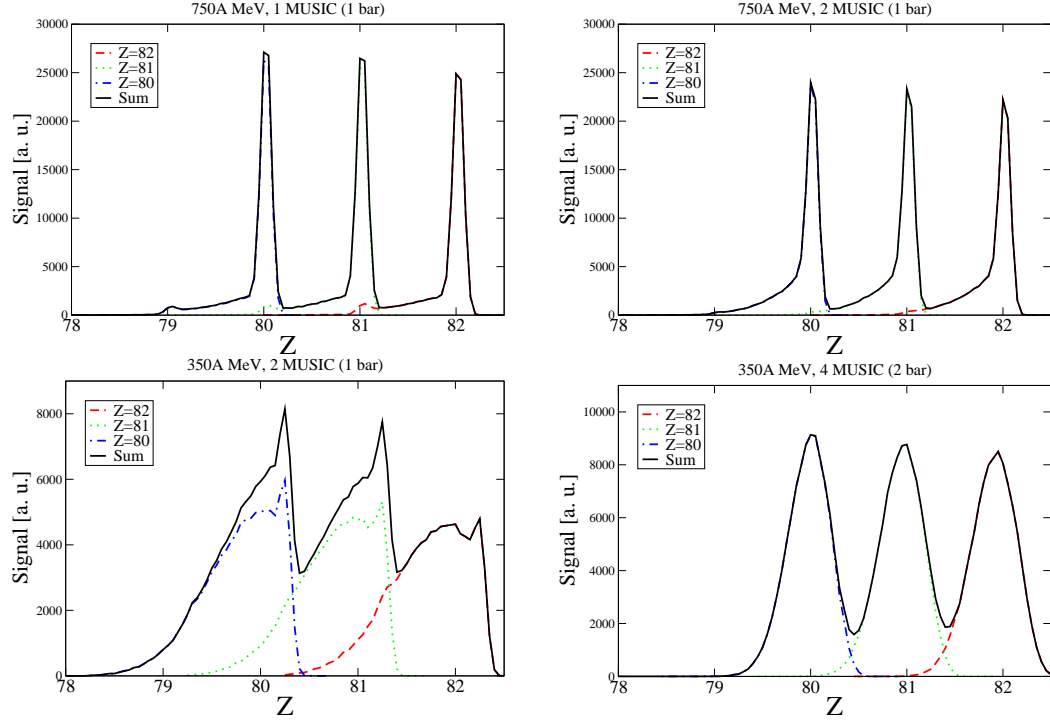 750A MeV, 1 MUSIC (1 bar)
30000
25000
20000
15000
10000
5000
0
Signal [a. u.]
Z=82
Z=81
Z=80
Sum
78 79 80 81 82
Z
750A MeV, 2 MUSIC (1 bar)
30000
25000
20000
15000
10000
5000
0
Signal [a. u.]
Z=82
Z=81
Z=80
Sum
78 79 80 81 82
Z
350A MeV, 2 MUSIC (1 bar)
8000
6000
4000
2000
0
Signal [a. u.]
Z=82
Z=81
Z=80
Sum
78 79 80 81 82
Z
350A MeV, 4 MUSIC (2 bar)
10000
8000
6000
4000
2000
0
Signal [a. u.]
Z=82
Z=81
Z=80
Sum
78 79 80 81 82
Z